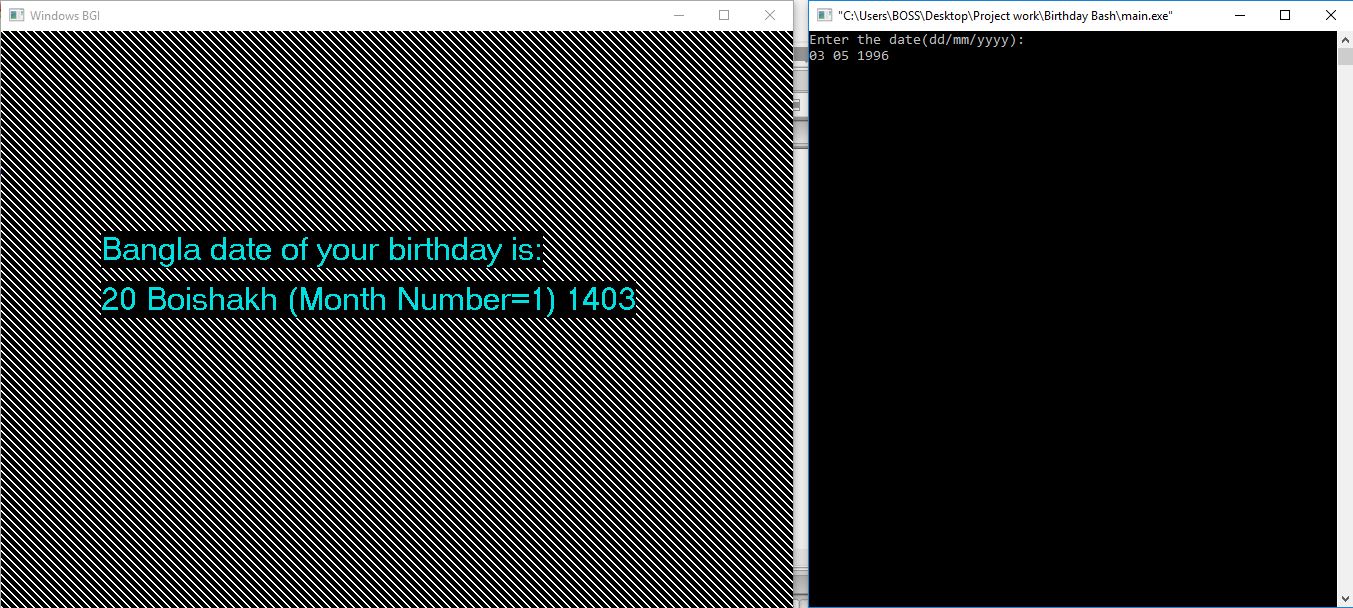 Windows BGI
Bangla date of your birthday is:
20 Boishakh (Month Number=1) 1403
"C:\Users\BOSS\Desktop\Project work\Birthday Bash\main.exe"
Enter the date(dd/mm/yyyy):
03 05 1996